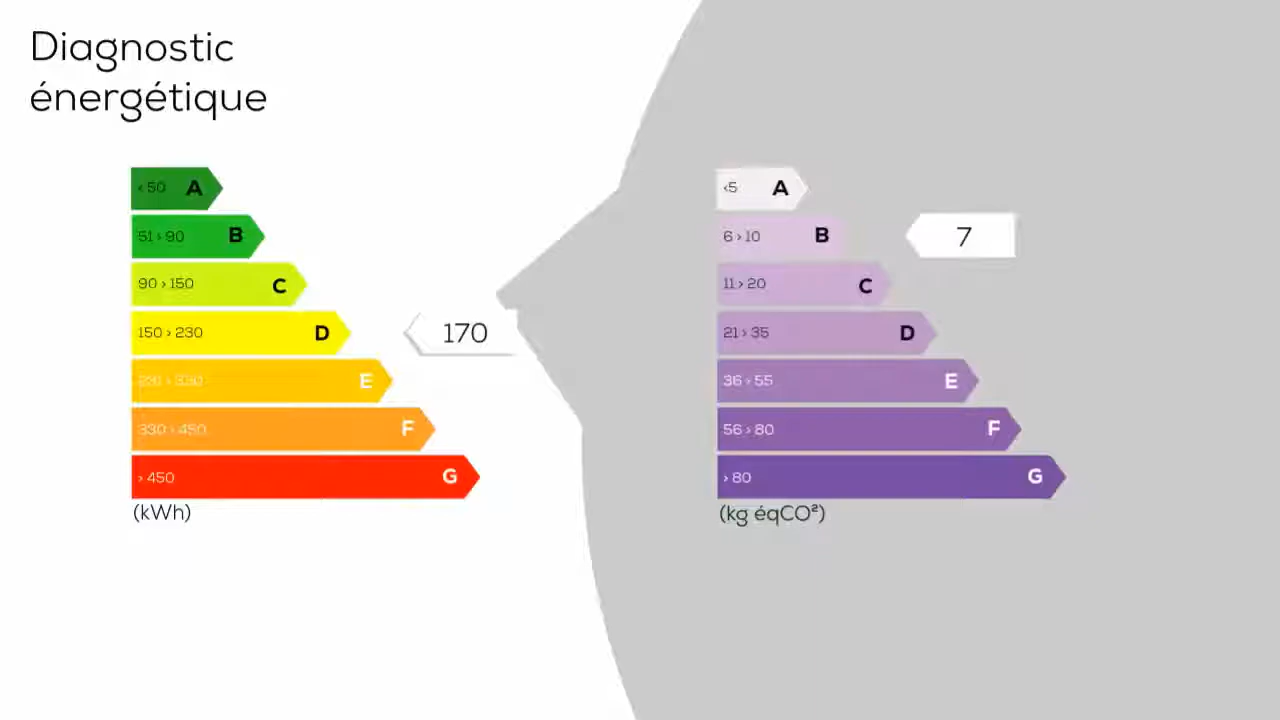 Diagnostic
énergétique
< 50 A
51 > 90 B
90 > 150 C
150 > 230 D
170
E
330 > 450 F
> 450 G
(kWh)
<5 A
6 > 10 B
7
11 > 20 C
21 > 35 D
36 > 55 E
56 > 80 F
> 80 G
(kg éqCO²)